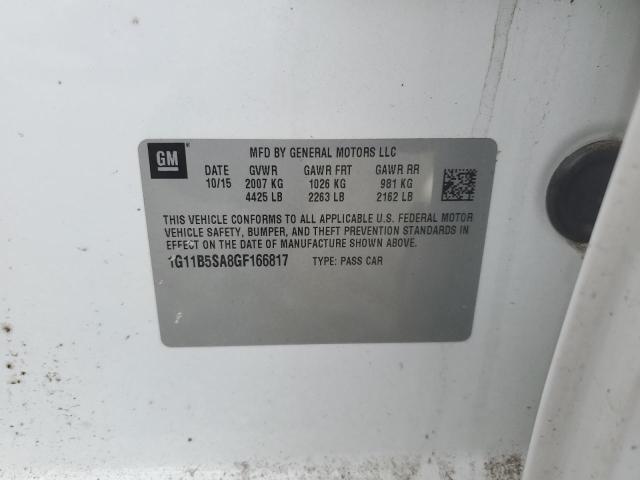 GM
MFD BY GENERAL MOTORS LLC
DATE GVWR GAWR FRT GAWR RR
10/15 2007 KG 1026 KG 981 KG
4425 LB 2263 LB 2162 LB
THIS VEHICLE CONFORMS TO ALL APPLICABLE U.S. FEDERAL MOTOR
VEHICLE SAFETY, BUMPER, AND THEFT PREVENTION STANDARDS IN
EFFECT ON THE DATE OF MANUFACTURE SHOWN ABOVE.
1G11B5SA8GF166817 TYPE: PASS CAR